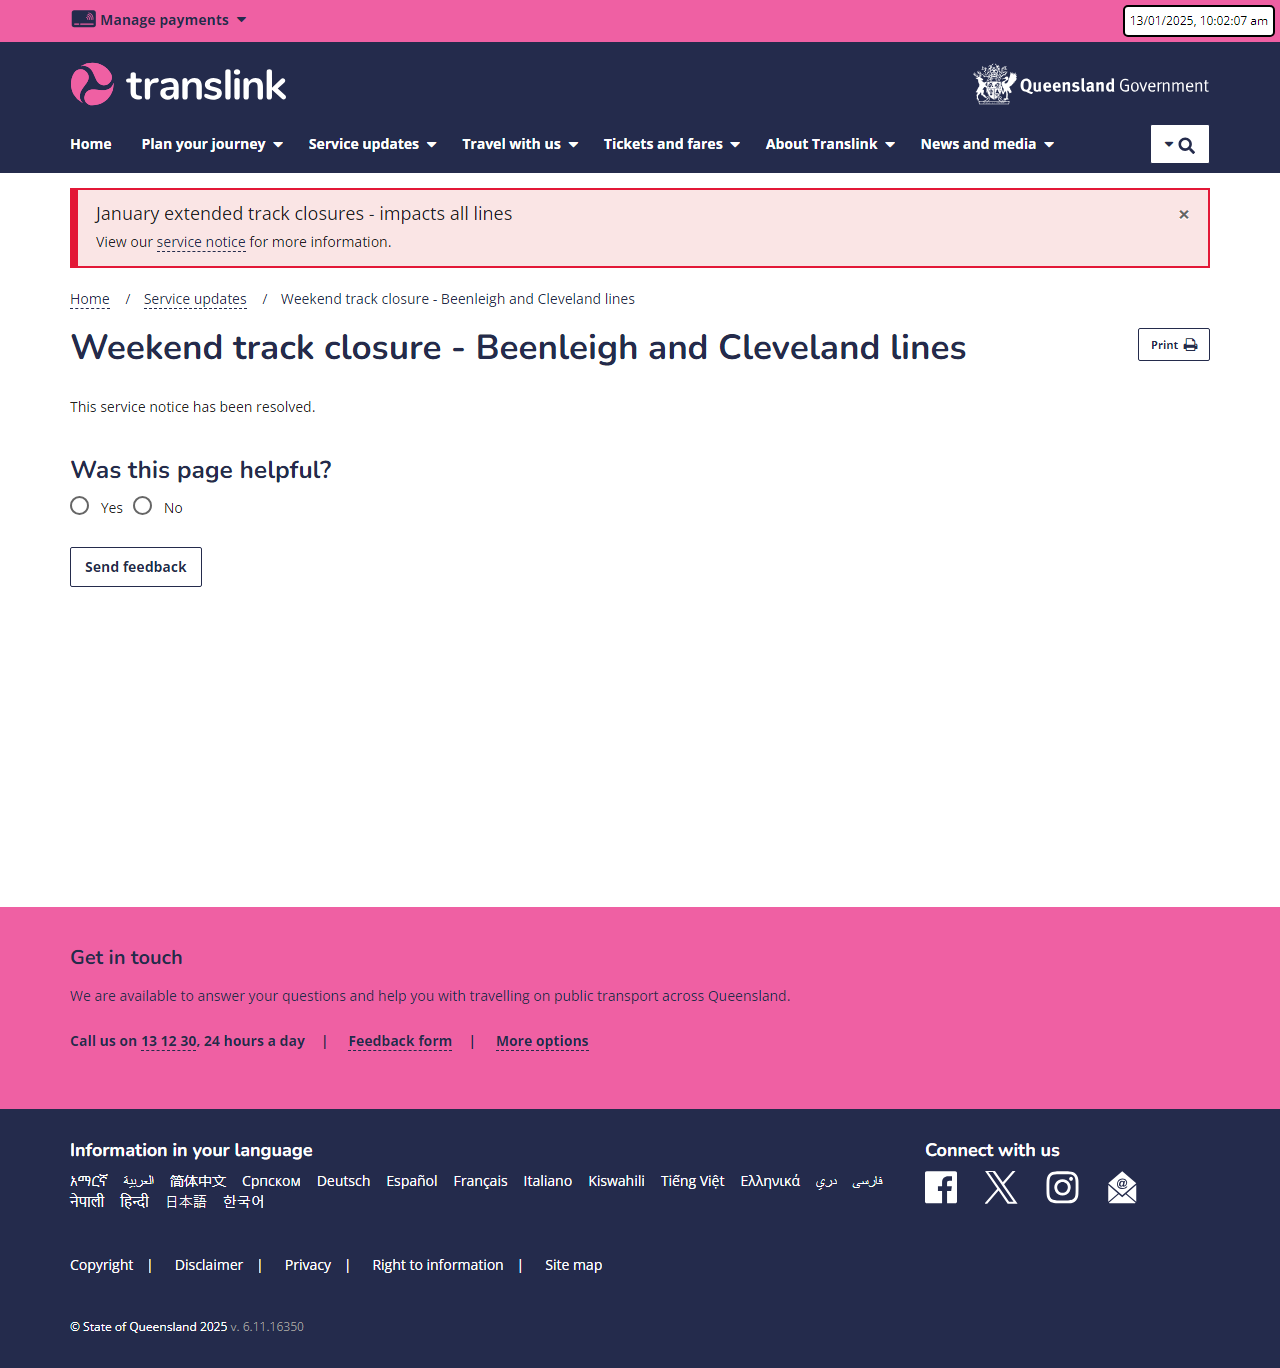 Manage payments
13/01/2025, 10:02:07 am
translink
Queensland Government
Home Plan your journey Service updates Travel with us Tickets and fares About Translink News and media
January extended track closures - impacts all lines
×
View our service notice for more information.
Home / Service updates / Weekend track closure - Beenleigh and Cleveland lines
Weekend track closure - Beenleigh and Cleveland lines
Print
This service notice has been resolved.
Was this page helpful?
Yes No
Send feedback
Get in touch
We are available to answer your questions and help you with travelling on public transport across Queensland.
Call us on 13 12 30, 24 hours a day | Feedback form | More options
Information in your language
አማርኛ العربية 简体中文 Српском Deutsch Español Français Italiano Kiswahili Tiếng Việt Ελληνικά دري فارسی
नेपाली हिन्दी 日本語 한국어
Connect with us
Copyright | Disclaimer | Privacy | Right to information | Site map
© State of Queensland 2025 v. 6.11.16350